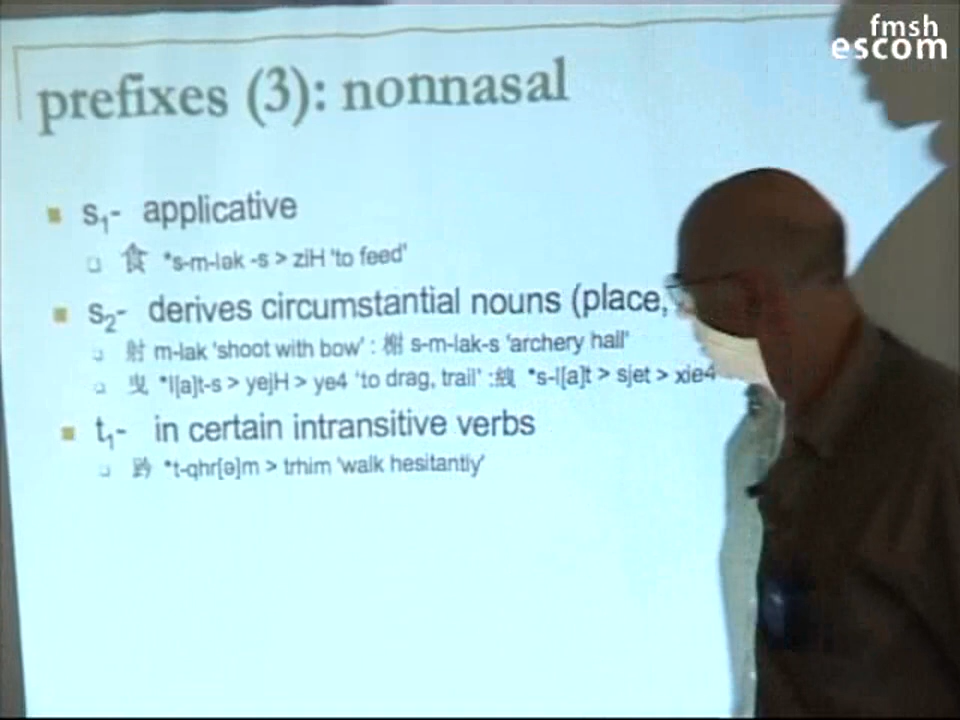 fmsh
escom
prefixes (3): nonnasal
s₁- applicative
食 *s-m-lək -s > ziH 'to feed'
s₂- derives circumstantial nouns (place,
射 m-lak 'shoot with bow' : 榭 s-m-lak-s 'archery hall'
曳 *l[a]t-s > yejH > ye4 'to drag, trail' :紲 *s-l[a]t > sjet > xie4
t₁- in certain intransitive verbs
*t-qhr[ə]m > trhim 'walk hesitantly'